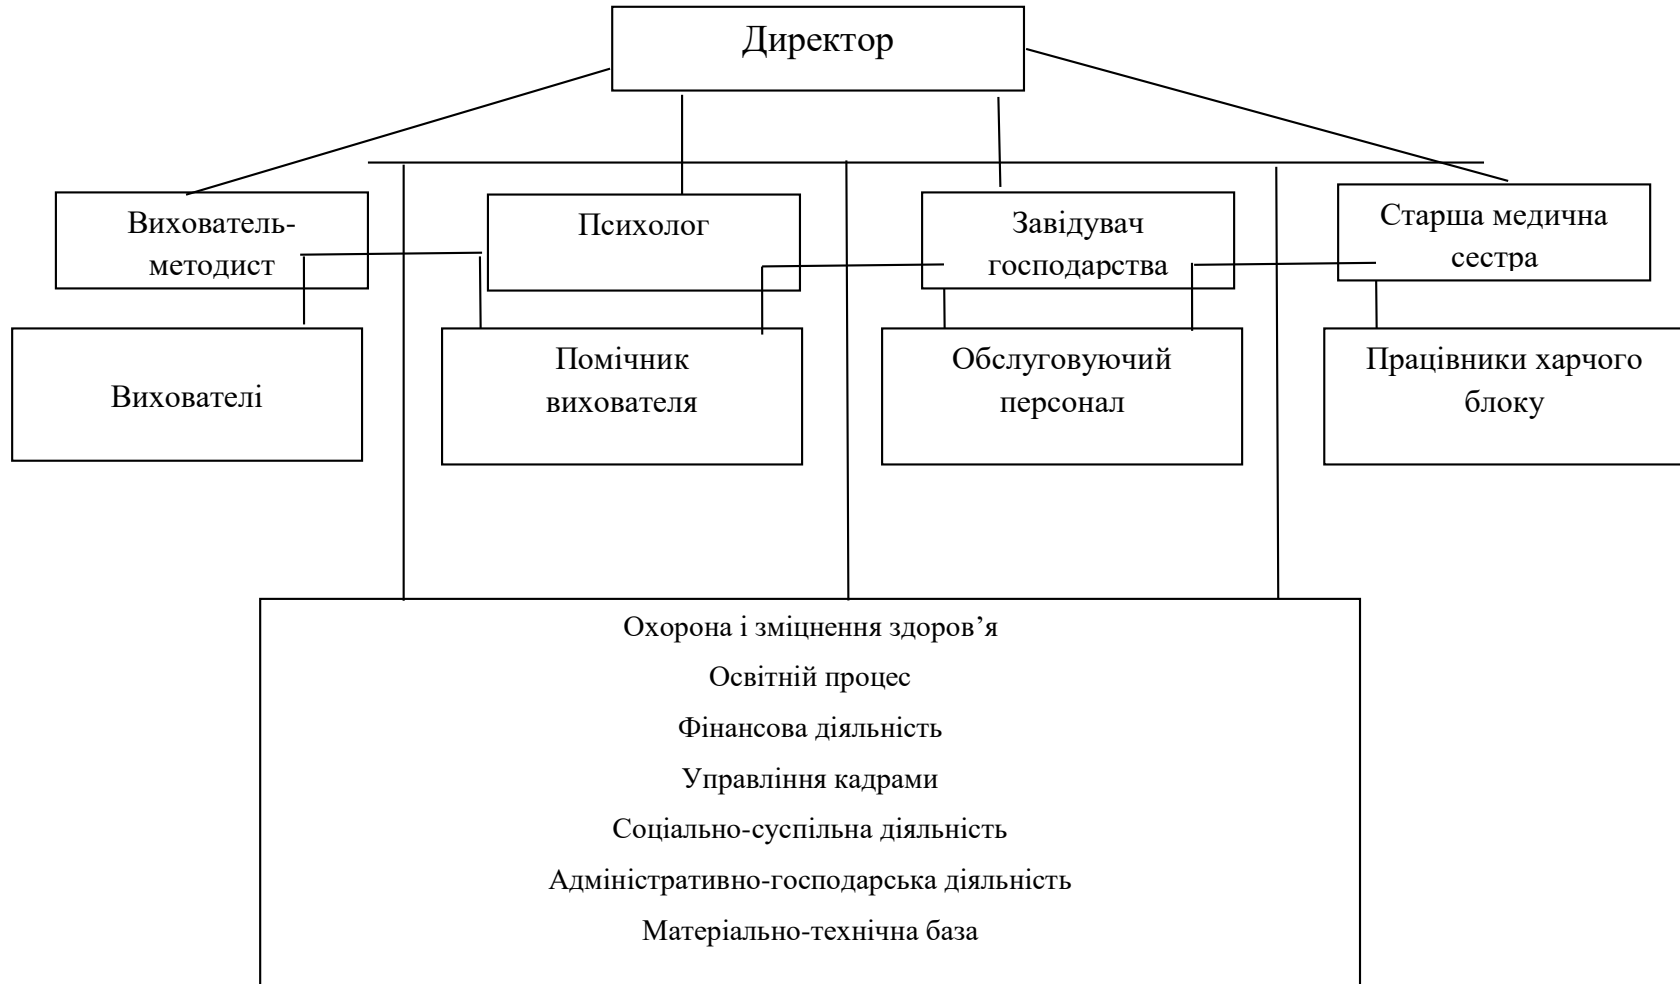 Директор
Вихователь-
методист
Психолог
Завідувач
господарства
Старша медична
сестра
Вихователі
Помічник
вихователя
Обслуговуючий
персонал
Працівники харчого
блоку
Охорона і зміцнення здоров’я
Освітній процес
Фінансова діяльність
Управління кадрами
Соціально-суспільна діяльність
Адміністративно-господарська діяльність
Матеріально-технічна база